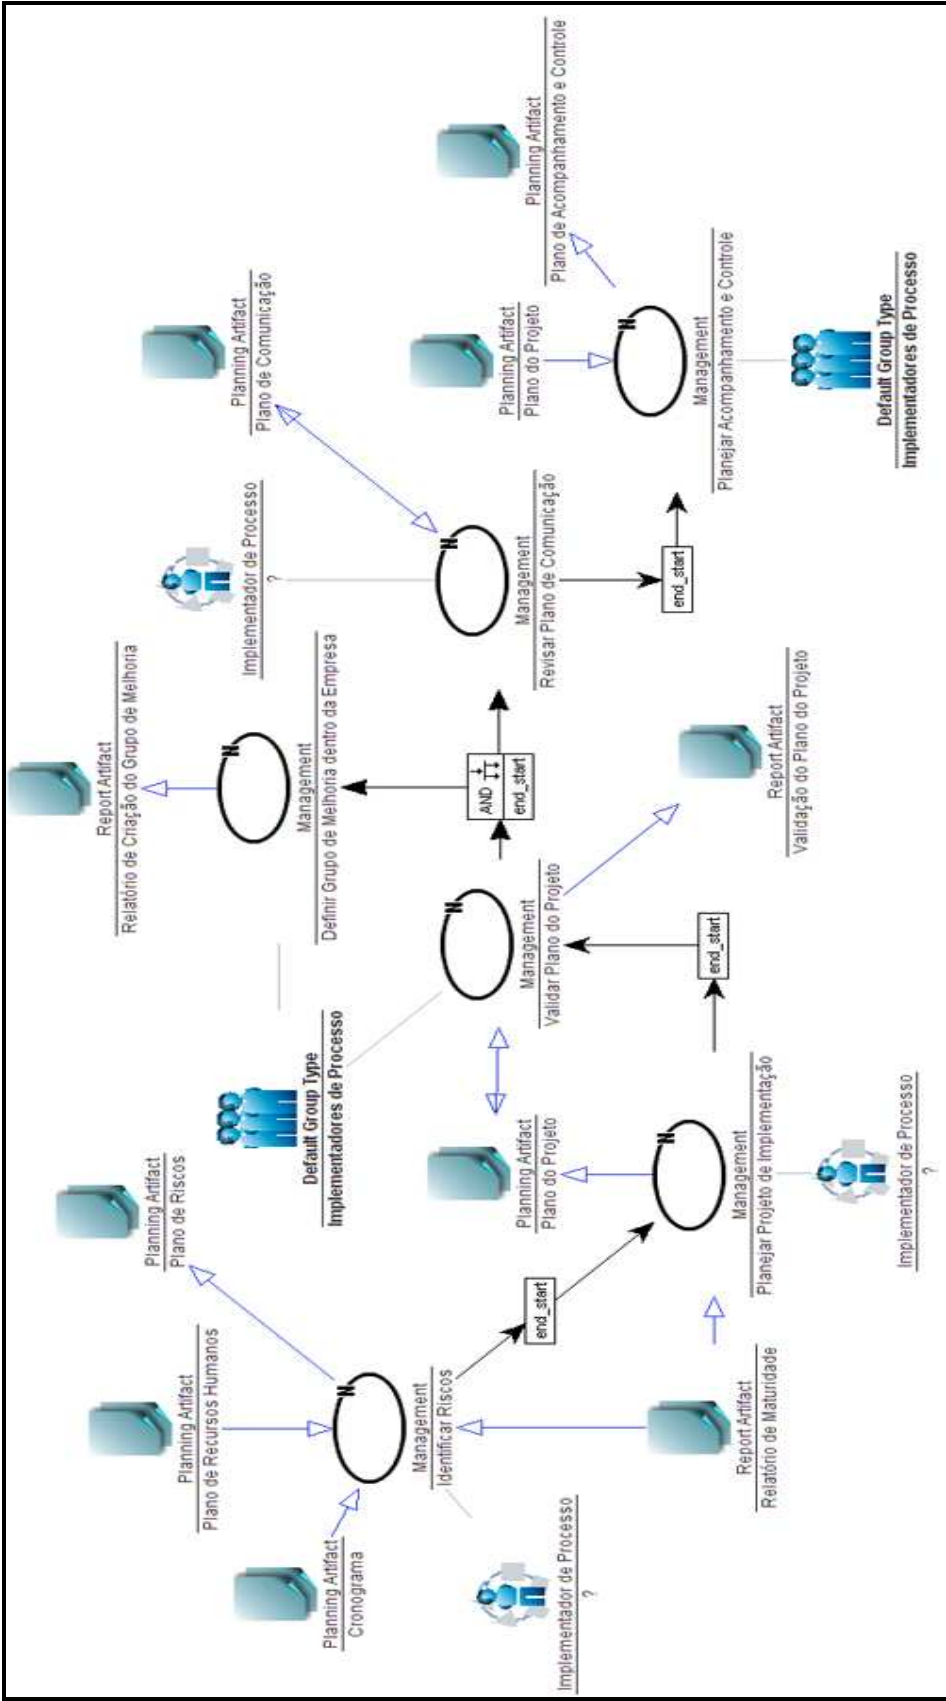 Report Artifact
Relatório de Criação do Grupo de Melhoria
Planning Artifact
Plano de Riscos
Planning Artifact
Plano de Recursos Humanos
Planning Artifact
Plano de Comunicação
Implementador de Processo
?
N
Management
Definir Grupo de Melhoria dentro da Empresa
Default Group Type
Implementadores de Processo
Planning Artifact
Cronograma
N
Management
Identificar Riscos
N
Management
Revisar Plano de Comunicação
N
Management
Validar Plano do Projeto
AND
end_start
Planning Artifact
Plano do Projeto
Planning Artifact
Plano do Projeto
Planning Artifact
Plano de Acompanhamento e Controle
end_start
Implementador de Processo
?
N
Management
Planejar Acompanhamento e Controle
end_start
end_start
N
Management
Planejar Projeto de Implementação
Report Artifact
Relatório de Maturidade
Report Artifact
Validação do Plano do Projeto
Implementador de Processo
?
Default Group Type
Implementadores de Processo